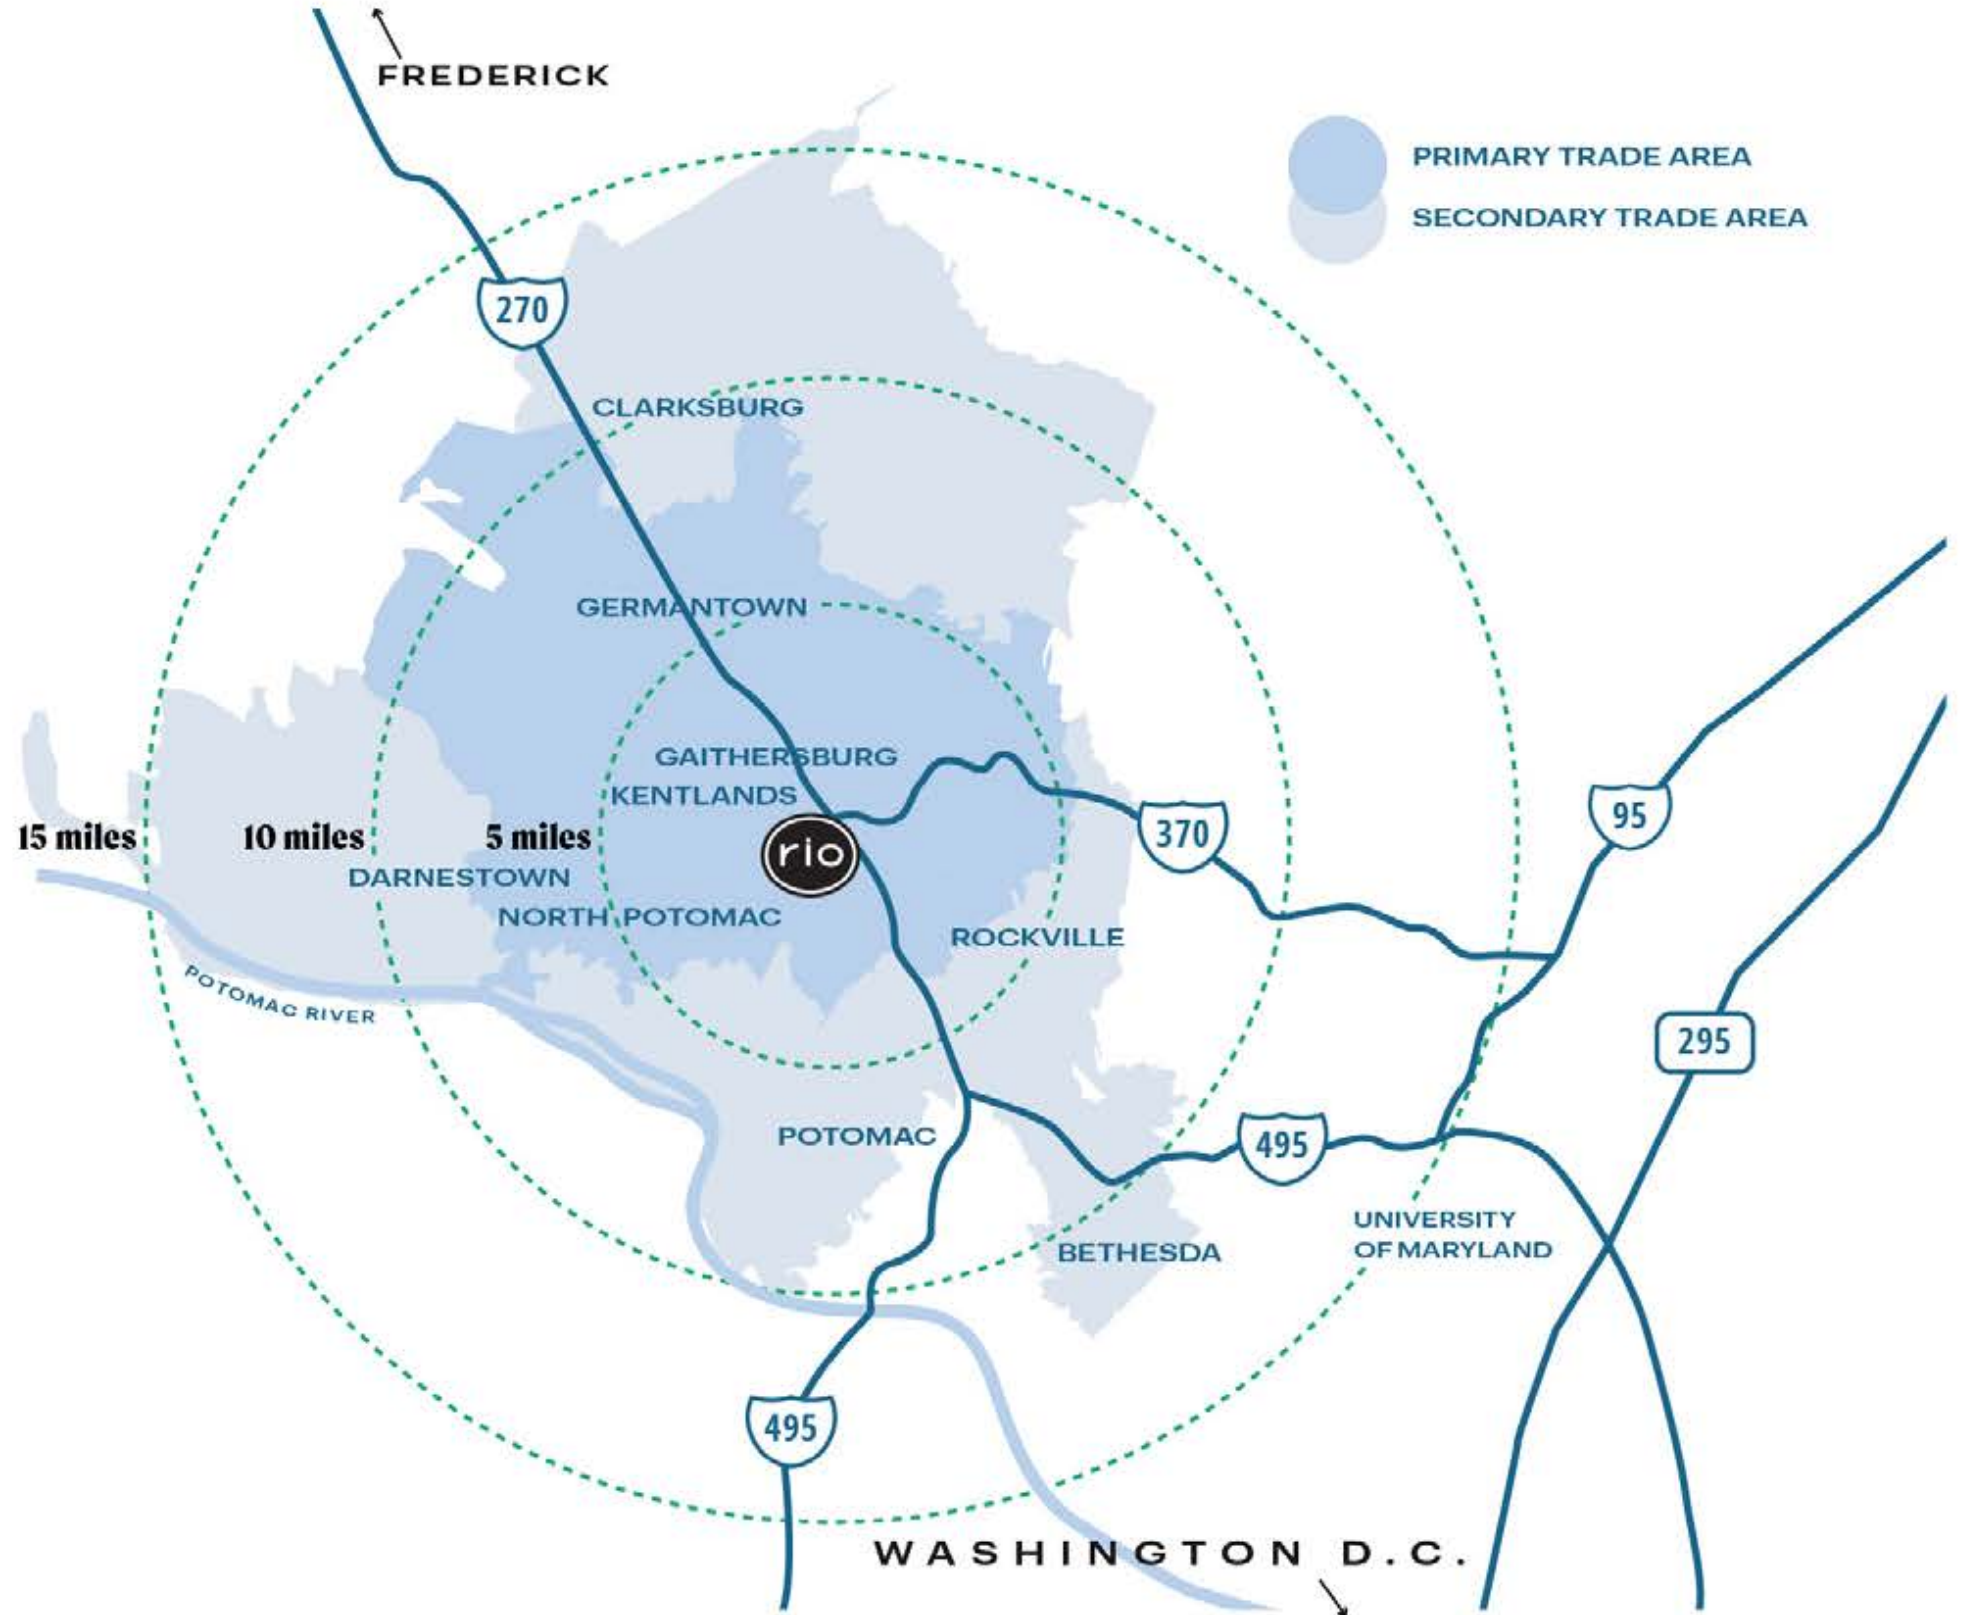 FREDERICK
PRIMARY TRADE AREA
SECONDARY TRADE AREA
270
CLARKSBURG
GERMANTOWN
GAITHERSBURG
KENTLANDS
95
15 miles
10 miles
5 miles
rio
370
DARNESTOWN
NORTH POTOMAC
ROCKVILLE
POTOMAC RIVER
295
POTOMAC
495
UNIVERSITY
OF MARYLAND
BETHESDA
495
WASHINGTON D.C.